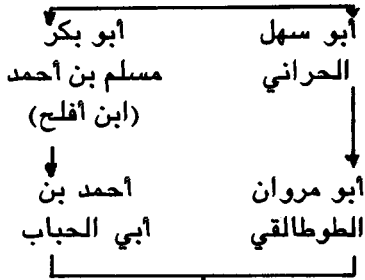 أبو سهل
الحراني
أبو بكر
مسلم بن أحمد
(ابن أفلح)
أبو مروان
الطوطالقي
أحمد بن
أبي الحباب